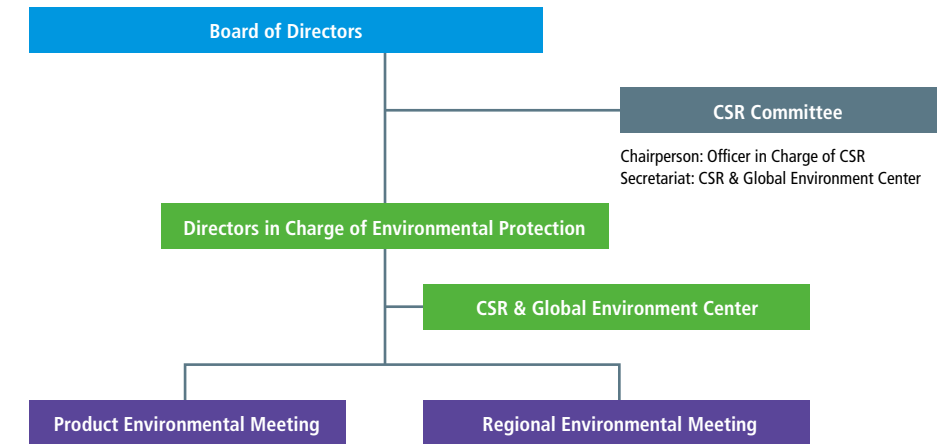 Board of Directors
CSR Committee
Chairperson: Officer in Charge of CSR
Secretariat: CSR & Global Environment Center
Directors in Charge of Environmental Protection
CSR & Global Environment Center
Product Environmental Meeting
Regional Environmental Meeting